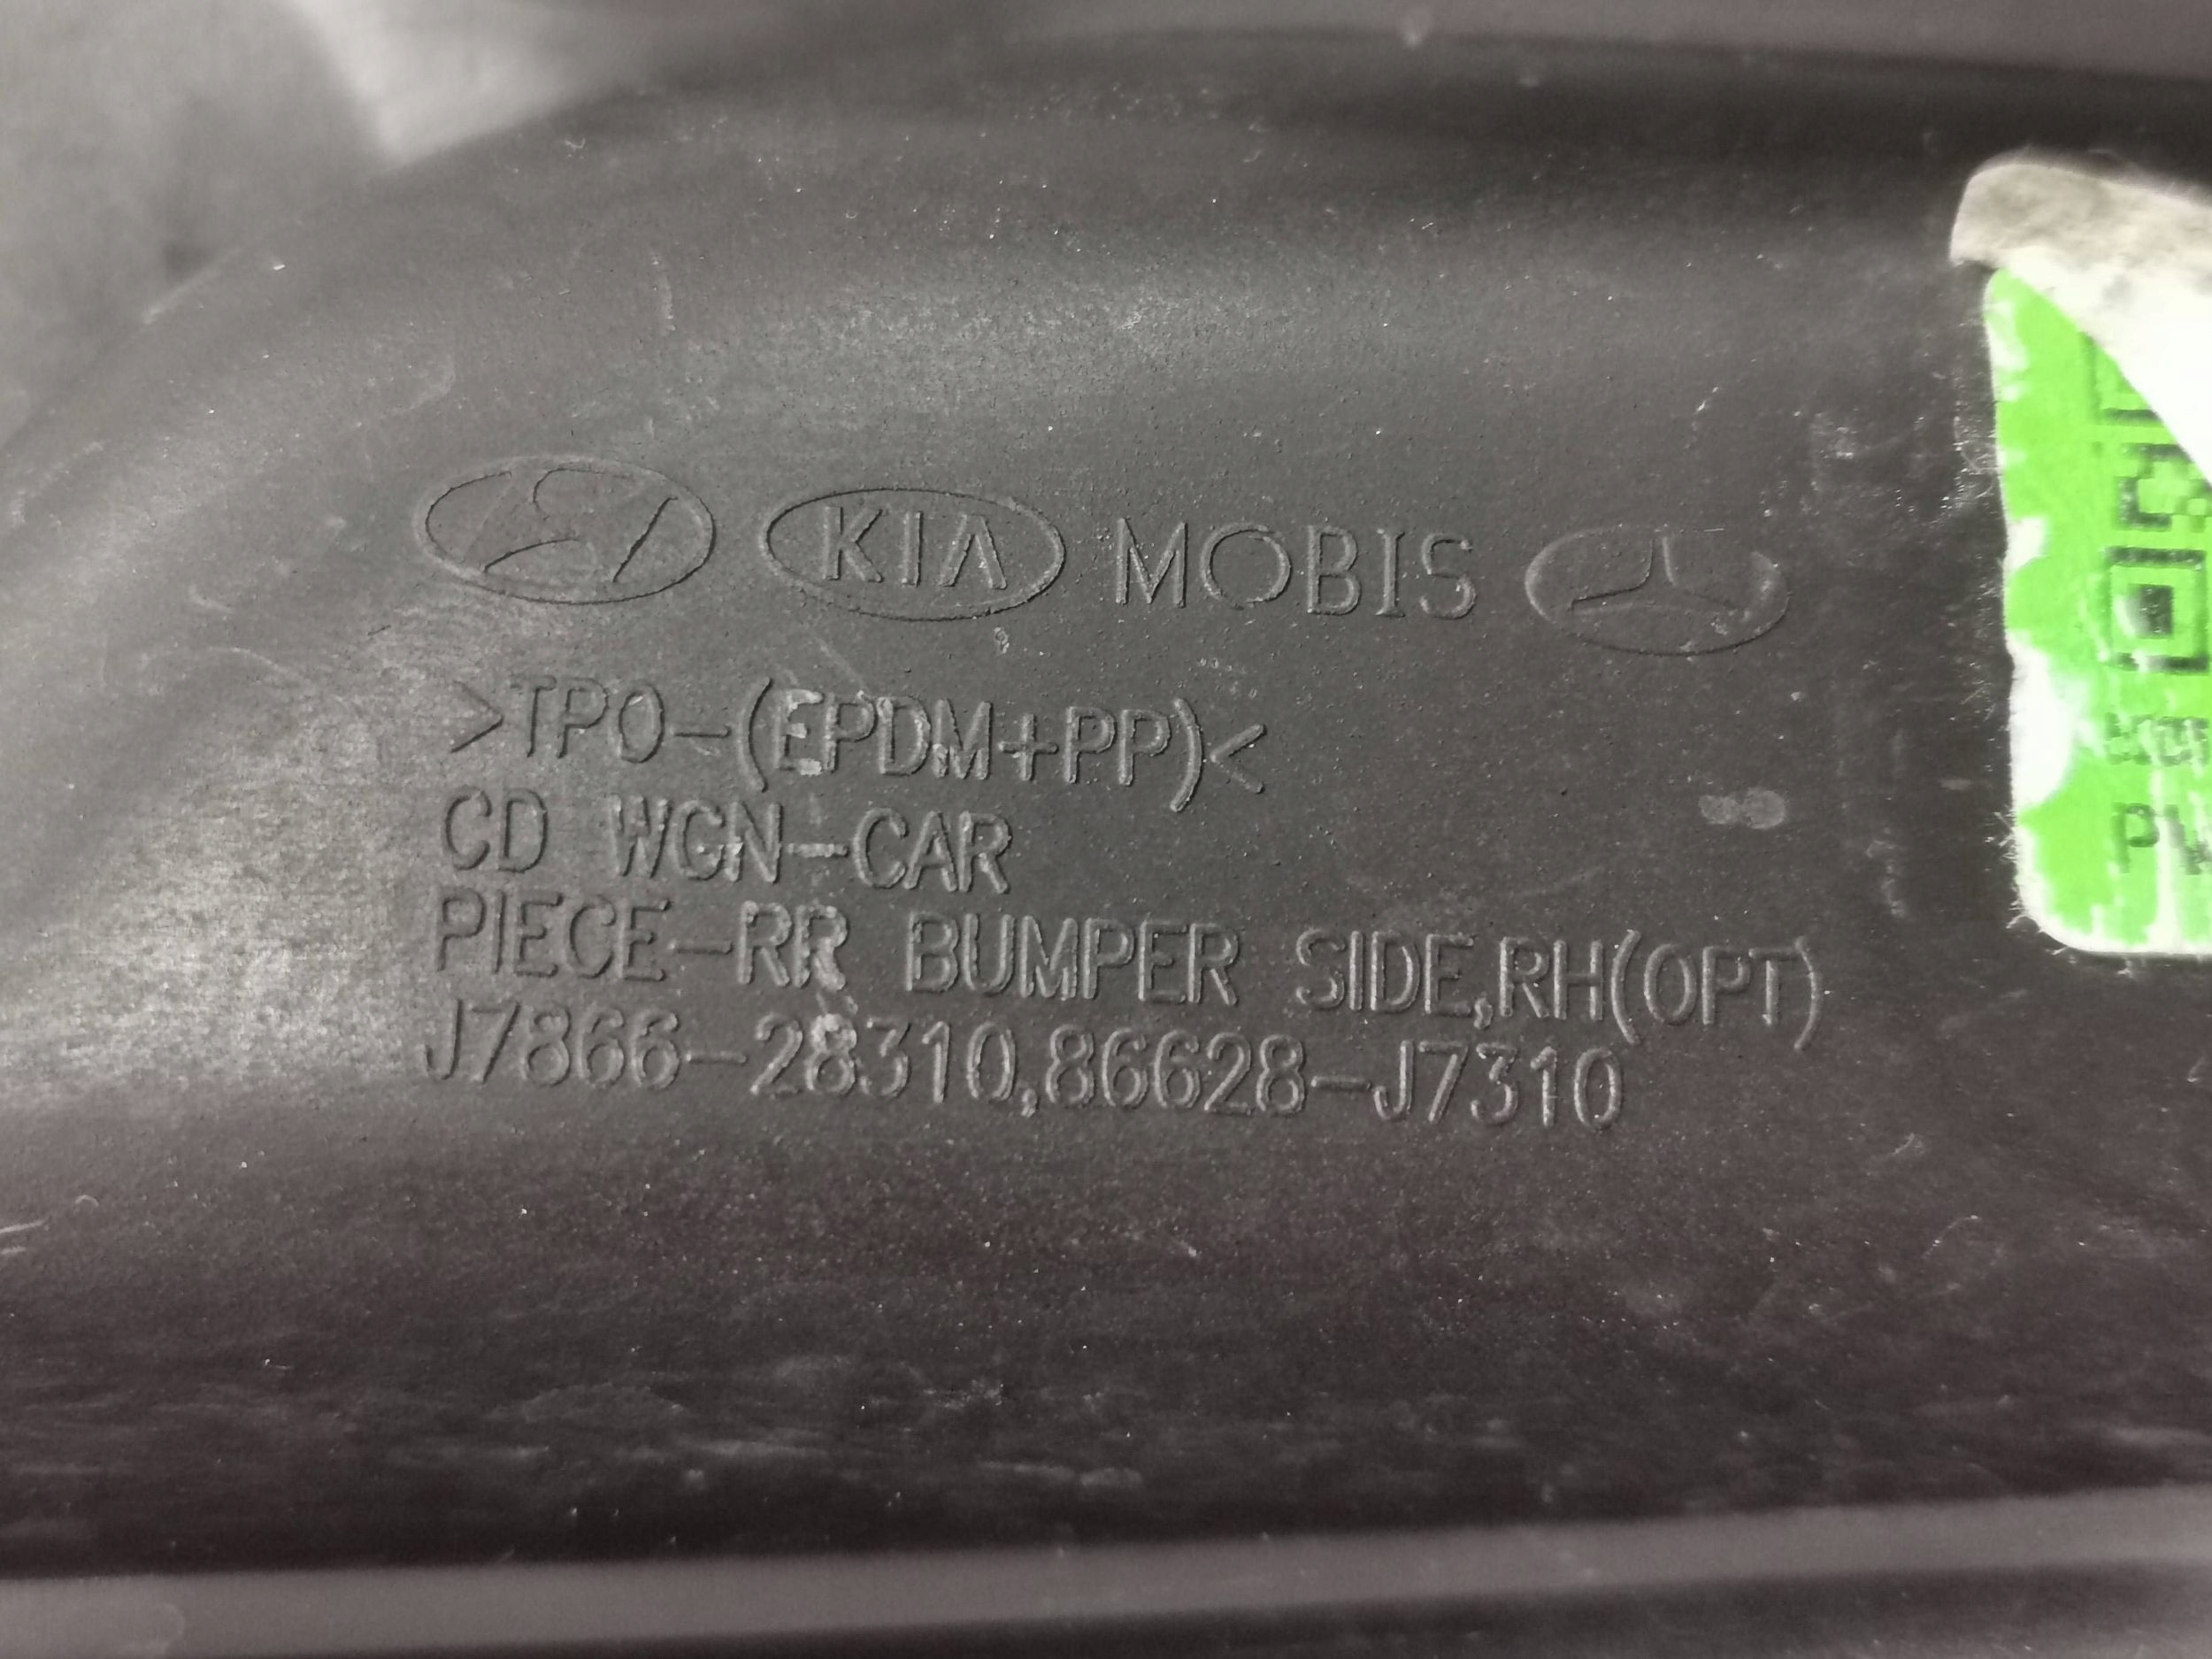 KIA MOBIS
>TPO-(EPDM+PP)<
CD WGN-CAR
PIECE-RR BUMPER SIDE,RH(OPT)
J7866-28310,86628-J7310